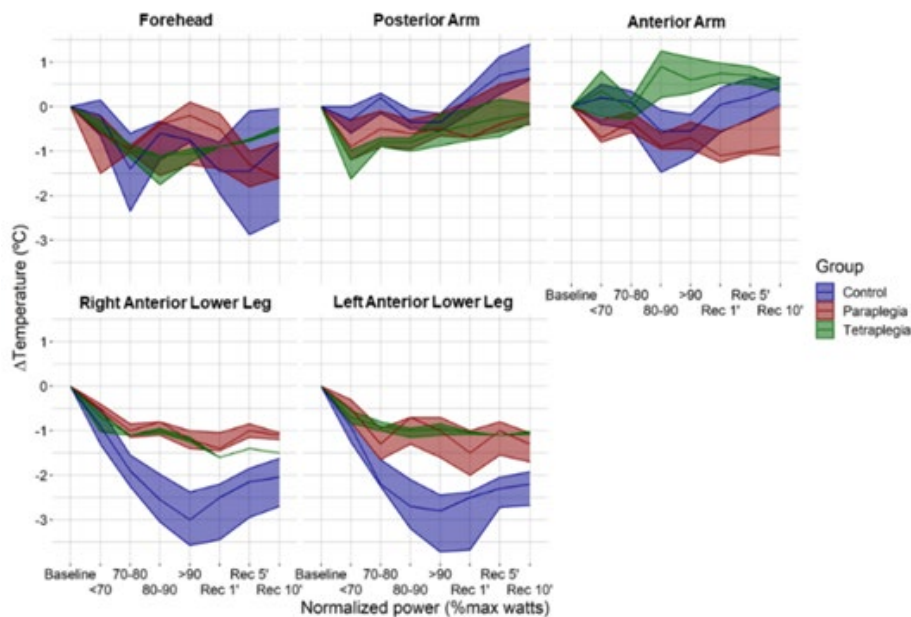 Forehead
Posterior Arm
Anterior Arm
1
0
-1
-2
-3
ΔTemperature (ºC)
Baseline
<70
70-80
80-90
>90
Rec 1'
Rec 5'
Rec 10'
Group
Control
Paraplegia
Tetraplegia
Right Anterior Lower Leg
Left Anterior Lower Leg
1
0
-1
-2
-3
Baseline
<70
70-80
80-90
>90
Rec 1'
Rec 5'
Rec 10'
Baseline
<70
70-80
80-90
>90
Rec 1'
Rec 5'
Rec 10'
Normalized power (%max watts)